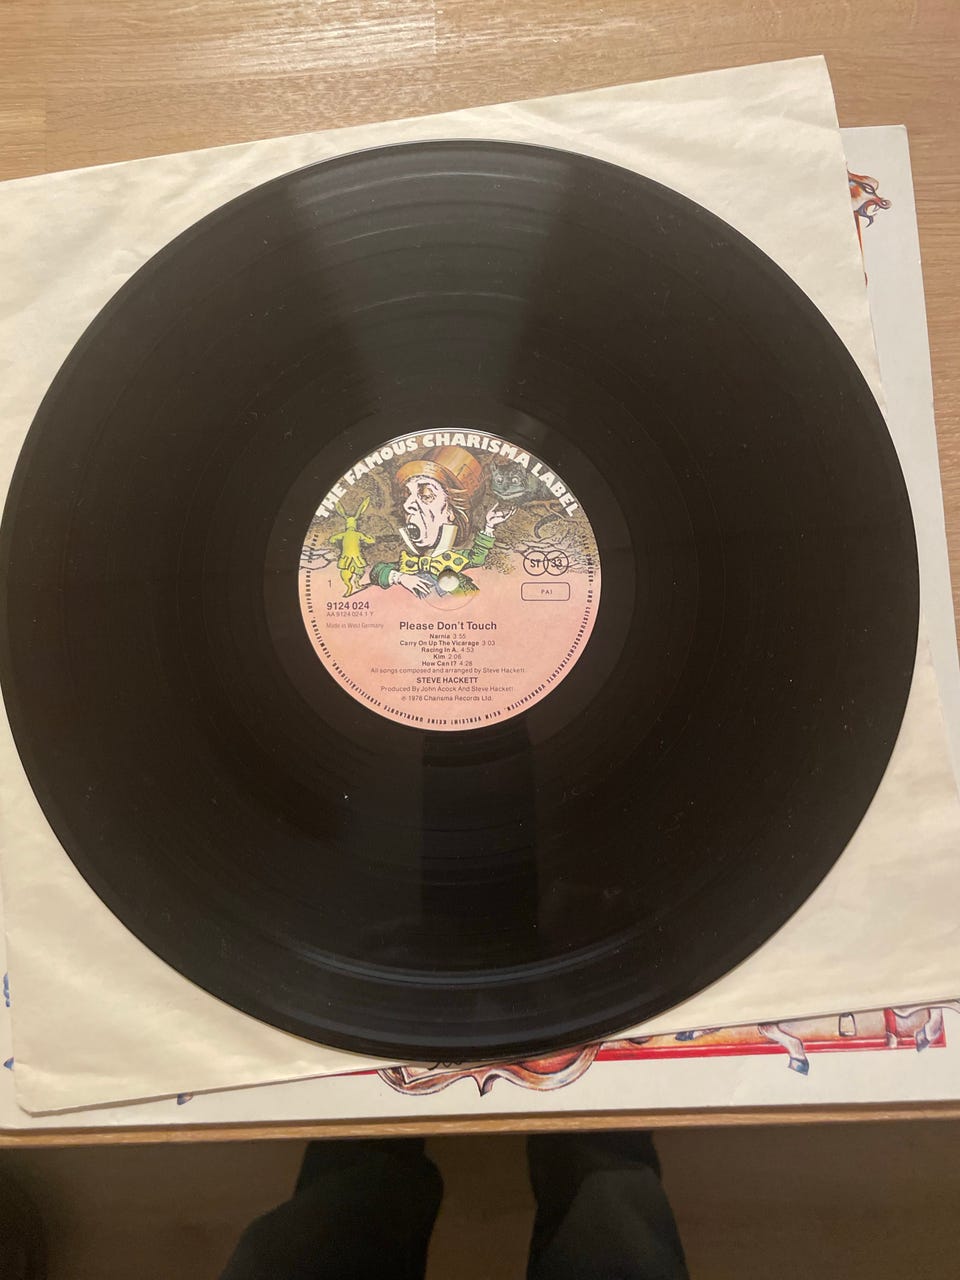 THE FAMOUS CHARISMA LABEL
ST 33
PA1
1
9124 024
AA 9124 024.1 Y
Made in West Germany
Please Don't Touch
Narnia 3:55
Carry On Up The Vicarage 3:03
Racing In A. 4:53
Kim 2:06
How Can I? 4:28
All songs composed and arranged by Steve Hackett
STEVE HACKETT
Produced By John Acock And Steve Hackett
℗ 1978 Charisma Records Ltd.